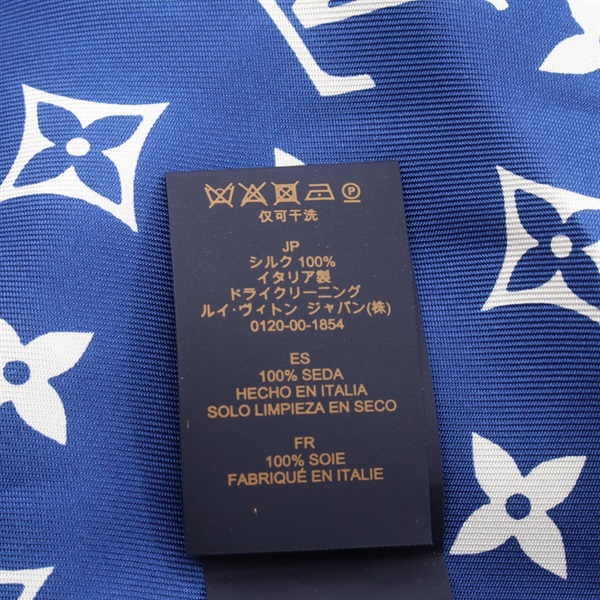 仅可干洗
JP
シルク 100%
イタリア製
ドライクリーニング
ルイ·ヴィトン ジャパン(株)
0120-00-1854
ES
100% SEDA
HECHO EN ITALIA
SOLO LIMPIEZA EN SECO
FR
100% SOIE
FABRIQUÉ EN ITALIE